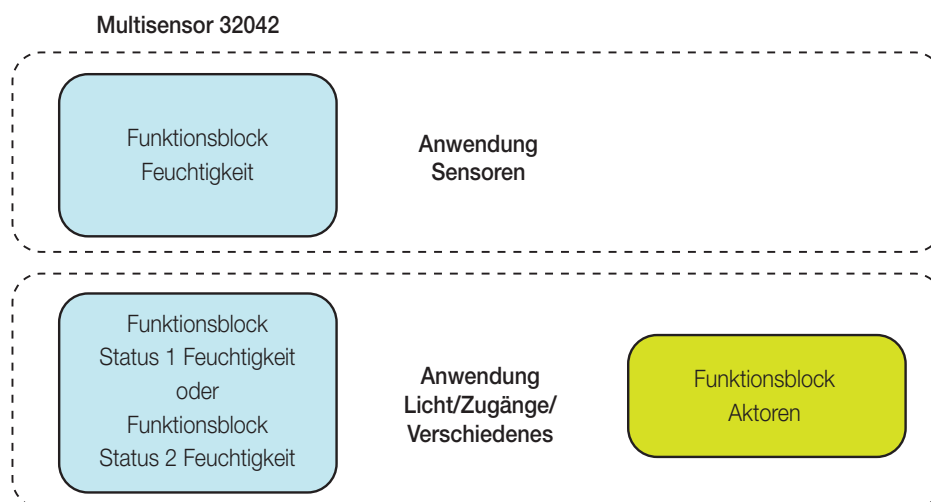 Multisensor 32042
Funktionsblock
Feuchtigkeit
Anwendung
Sensoren
Funktionsblock
Status 1 Feuchtigkeit
oder
Funktionsblock
Status 2 Feuchtigkeit
Anwendung
Licht/Zugänge/
Verschiedenes
Funktionsblock
Aktoren